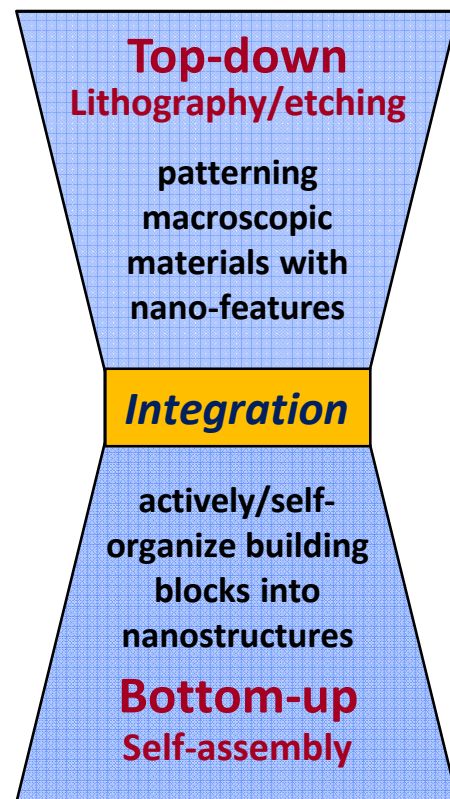 Top-down
Lithography/etching
patterning
macroscopic
materials with
nano-features
Integration
actively/self-
organize building
blocks into
nanostructures
Bottom-up
Self-assembly